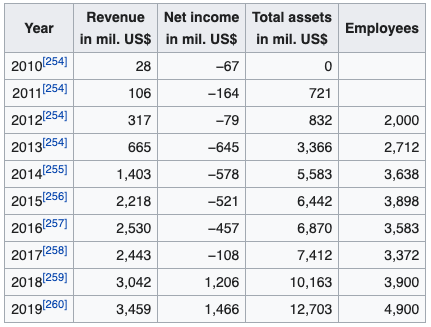 Year Revenue in mil. US$ Net income in mil. US$ Total assets in mil. US$ Employees
2010[254] 28 −67 0
2011[254] 106 −164 721
2012[254] 317 −79 832 2,000
2013[254] 665 −645 3,366 2,712
2014[255] 1,403 −578 5,583 3,638
2015[256] 2,218 −521 6,442 3,898
2016[257] 2,530 −457 6,870 3,583
2017[258] 2,443 −108 7,412 3,372
2018[259] 3,042 1,206 10,163 3,900
2019[260] 3,459 1,466 12,703 4,900